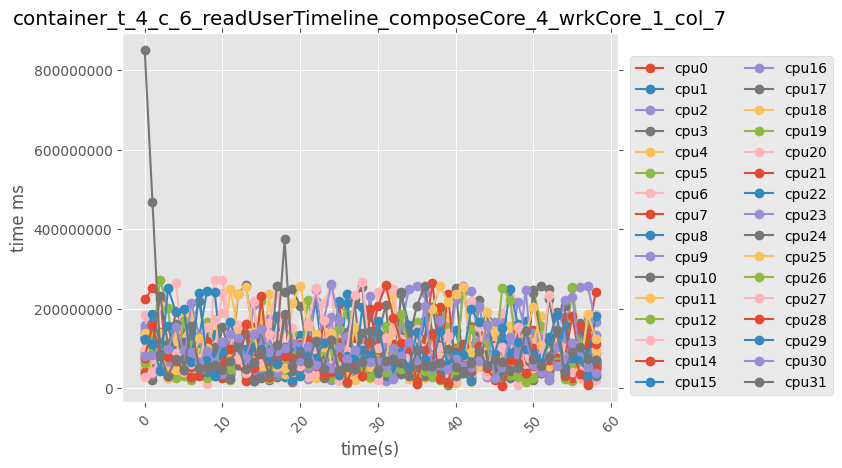 container_t_4_c_6_readUserTimeline_composeCore_4_wrkCore_1_col_7
time ms
800000000
600000000
400000000
200000000
0
0
10
20
30
40
50
60
time(s)
cpu0
cpu1
cpu2
cpu3
cpu4
cpu5
cpu6
cpu7
cpu8
cpu9
cpu10
cpu11
cpu12
cpu13
cpu14
cpu15
cpu16
cpu17
cpu18
cpu19
cpu20
cpu21
cpu22
cpu23
cpu24
cpu25
cpu26
cpu27
cpu28
cpu29
cpu30
cpu31